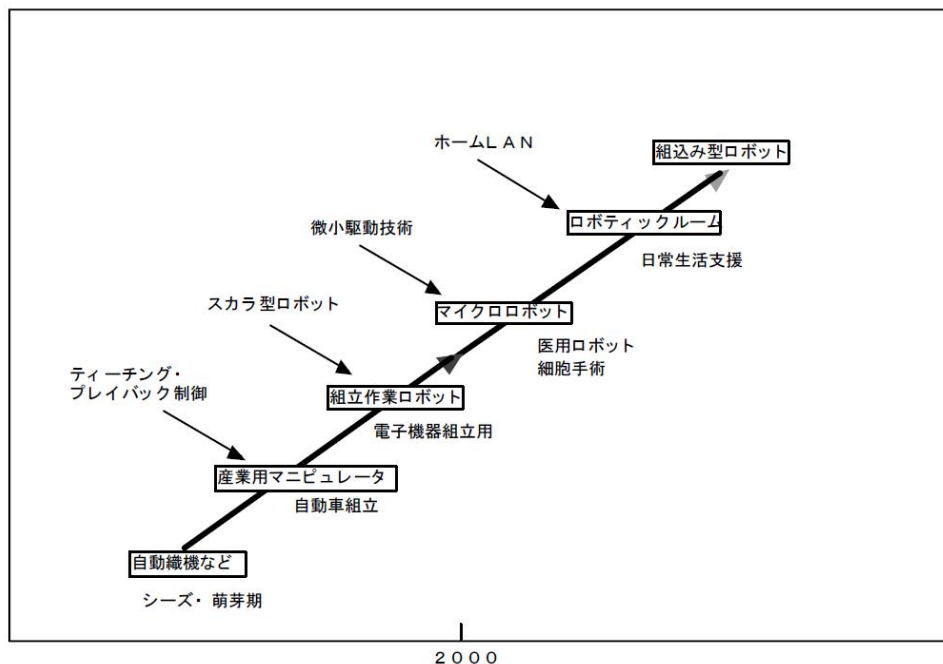 ホームＬＡＮ
組込み型ロボット
ロボティックルーム
微小駆動技術
日常生活支援
スカラ型ロボット
マイクロロボット
医用ロボット
細胞手術
ティーチング・
プレイバック制御
組立作業ロボット
電子機器組立用
産業用マニピュレータ
自動車組立
自動織機など
シーズ・萌芽期
２０００